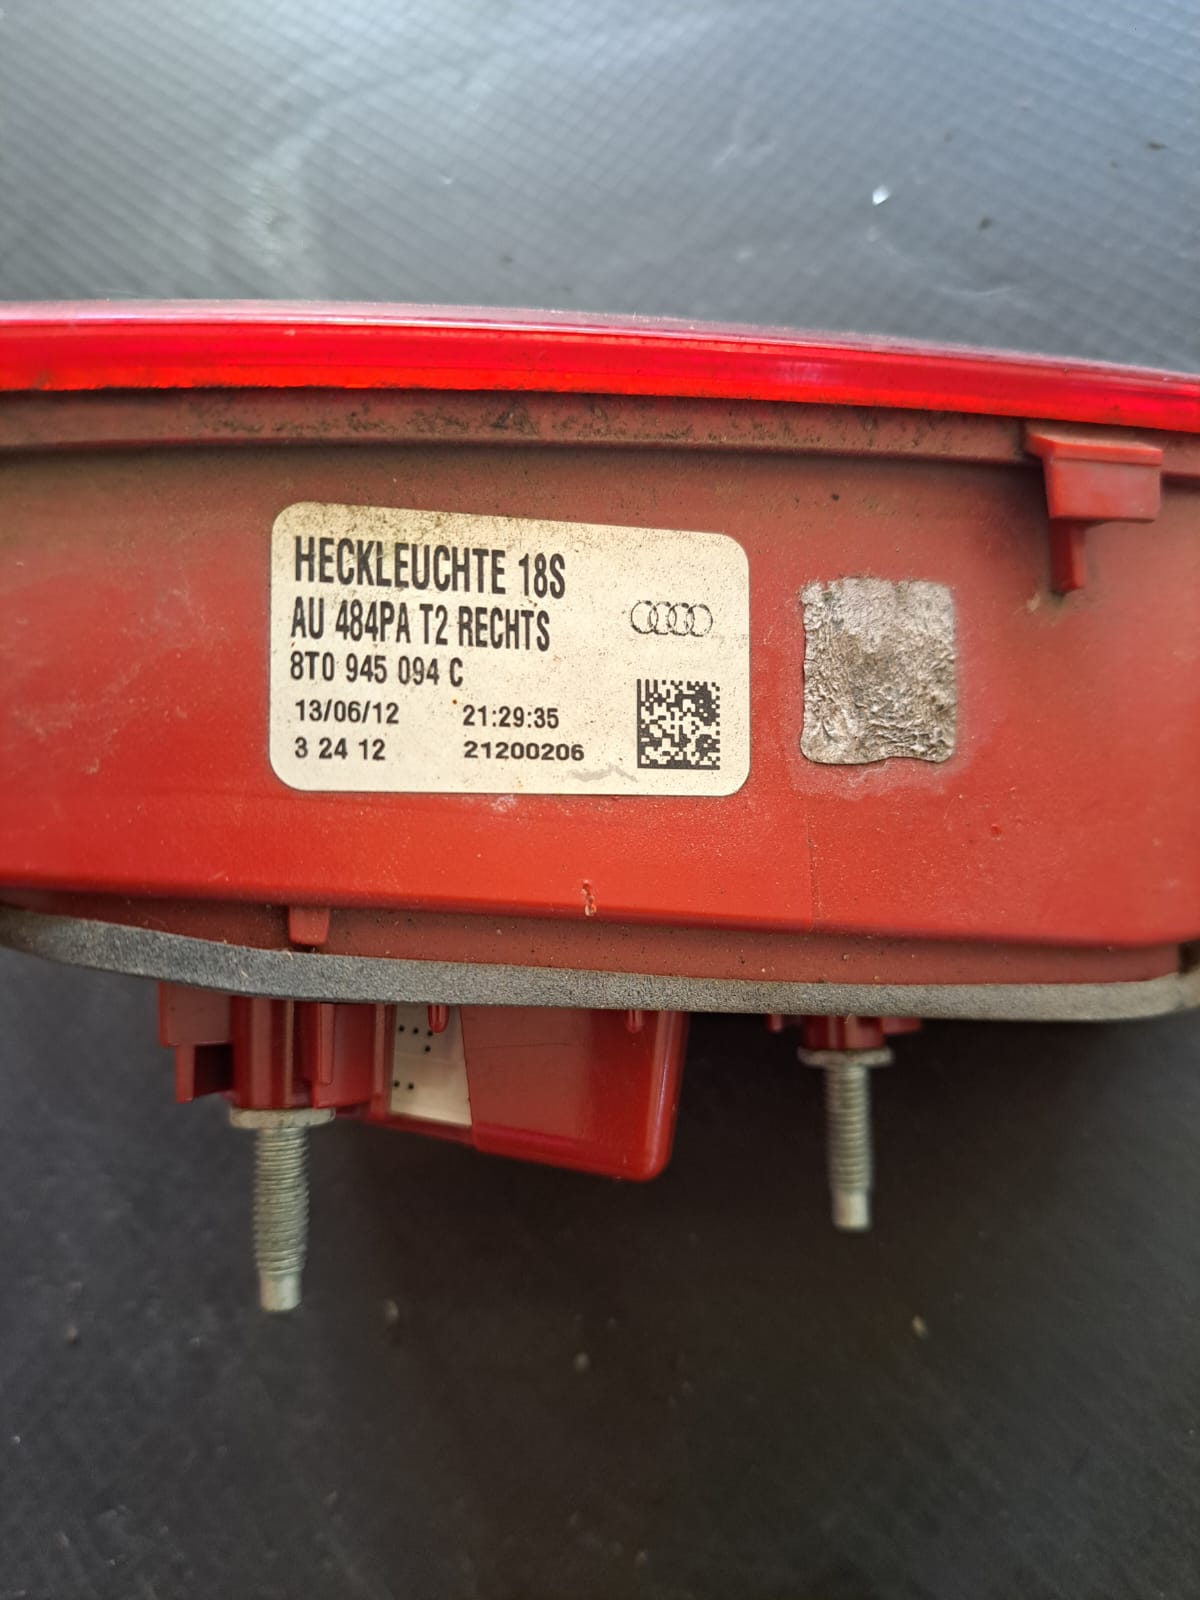 HECKLEUCHTE 18S
AU 484PA T2 RECHTS
8T0 945 094 C
13/06/12 21:29:35
3 24 12 21200206